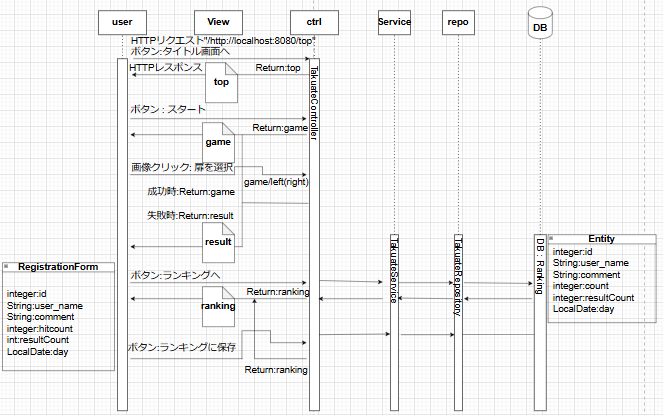 user
View
ctrl
Service
repo
DB
HTTPリクエスト"/http://localhost:8080/top"
ボタン:タイトル画面へ
HTTPレスポンス
Return:top
top
TakuateController
ボタン : スタート
Return:game
game
画像クリック: 扉を選択
game/left(right)
成功時:Return:game
失敗時:Return:result
result
TakuateService
TakuateRepository
DB : Ranking
Entity
integer:id
String:user_name
String:comment
integer:count
integer:resultCount
LocalDate:day
RegistrationForm
integer:id
String:user_name
String:comment
integer:hitcount
int:resultCount
LocalDate:day
ボタン:ランキングへ
Return:ranking
ranking
ボタン:ランキングに保存
Return:ranking